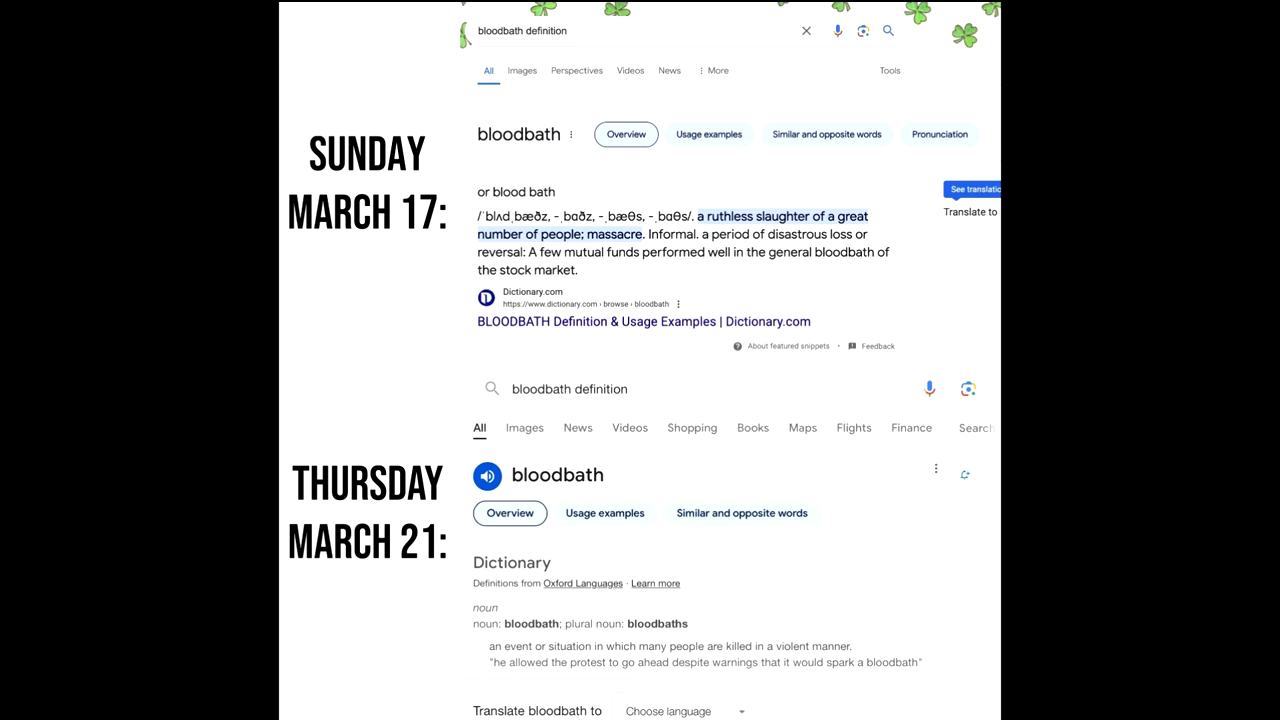 bloodbath definition
All Images Perspectives Videos News More Tools
SUNDAY
MARCH 17:
bloodbath Overview Usage examples Similar and opposite words Pronunciation
or blood bath
/ˈblʌdˌbæðz, -ˌbɑðz, -ˌbæθs, -ˌbɑθs/. a ruthless slaughter of a great
number of people; massacre. Informal. a period of disastrous loss or
reversal: A few mutual funds performed well in the general bloodbath of
the stock market.
See translatio
Translate to
Dictionary.com
https://www.dictionary.com › browse › bloodbath
BLOODBATH Definition & Usage Examples | Dictionary.com
About featured snippets • Feedback
bloodbath definition
All Images News Videos Shopping Books Maps Flights Finance Search
THURSDAY
MARCH 21:
bloodbath
Overview Usage examples Similar and opposite words
Dictionary
Definitions from Oxford Languages · Learn more
noun
noun: bloodbath; plural noun: bloodbaths
an event or situation in which many people are killed in a violent manner.
"he allowed the protest to go ahead despite warnings that it would spark a bloodbath"
Translate bloodbath to Choose language